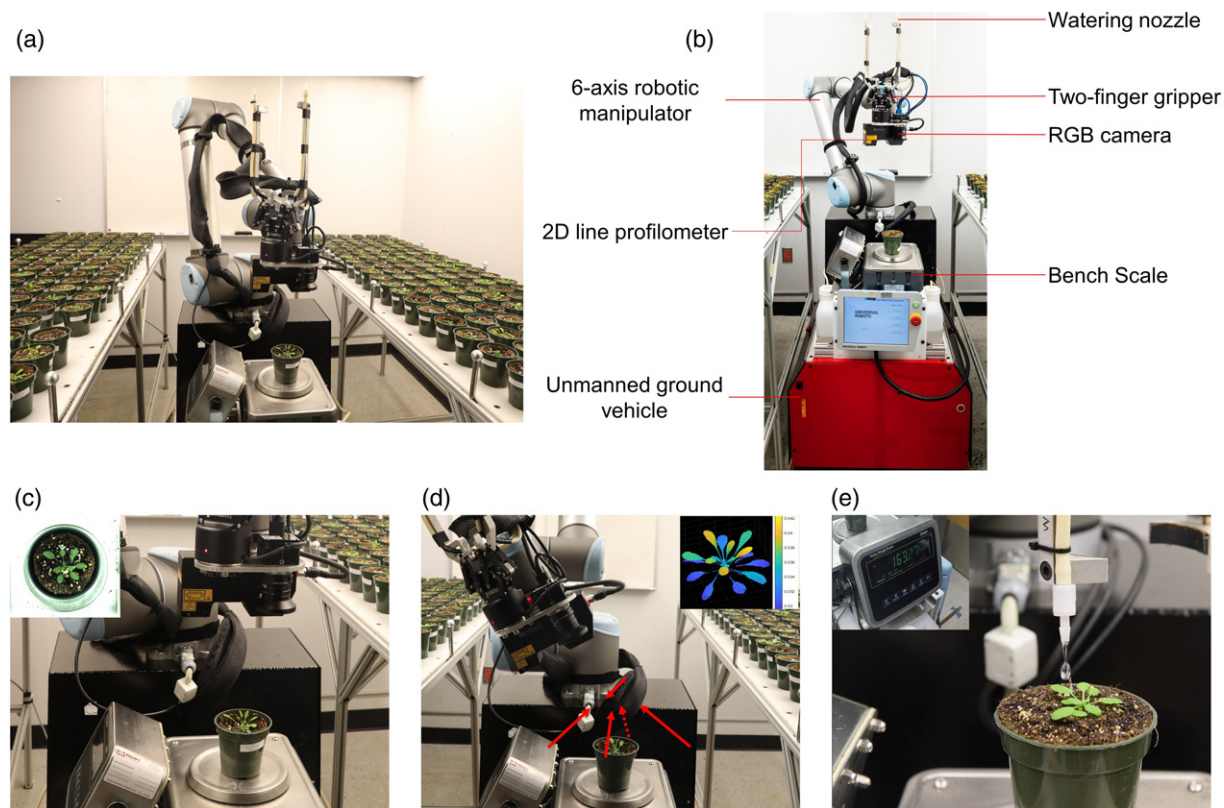 (a)
(b)
Watering nozzle
6-axis robotic
manipulator
Two-finger gripper
RGB camera
2D line profilometer
Bench Scale
UNIVERSAL
ROBOTS
Unmanned ground
vehicle
(c)
(d)
(e)